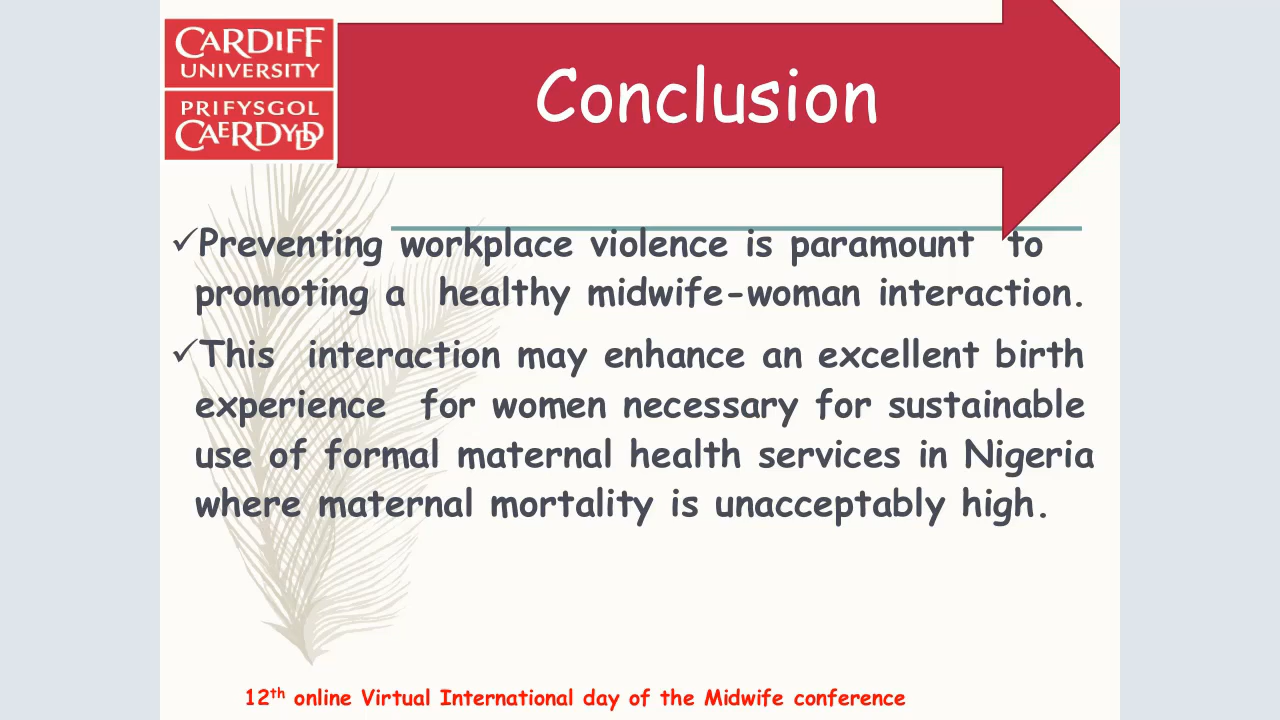 CARDIFF
UNIVERSITY
PRIFYSGOL
CAERDYDD
Conclusion
✓Preventing workplace violence is paramount to
promoting a healthy midwife-woman interaction.
✓This interaction may enhance an excellent birth
experience for women necessary for sustainable
use of formal maternal health services in Nigeria
where maternal mortality is unacceptably high.
12th online Virtual International day of the Midwife conference